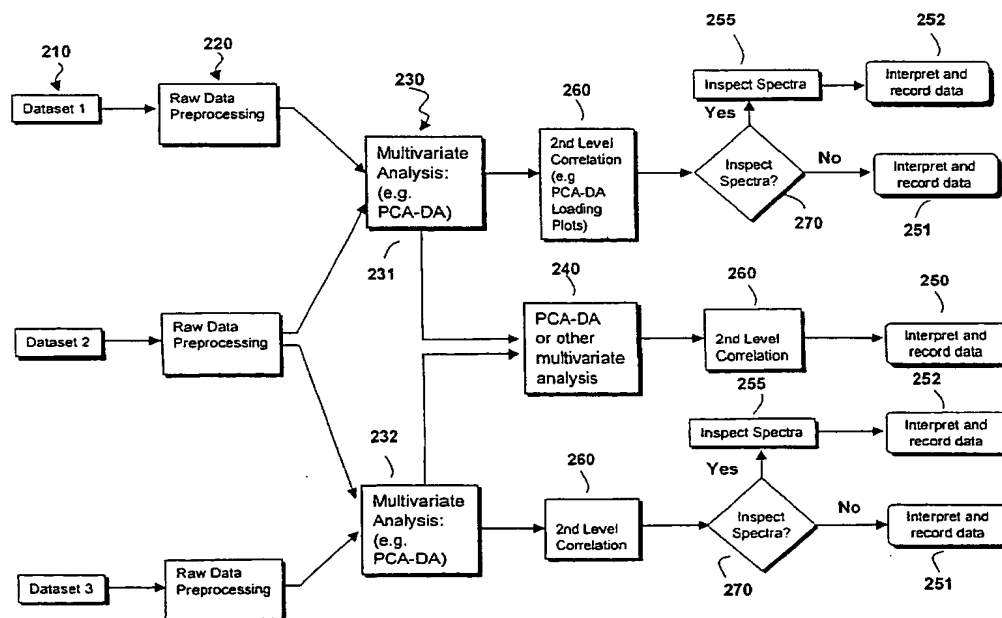 255
252
210
220
230
260
Inspect Spectra
Interpret and
record data
Yes
Dataset 1
Raw Data
Preprocessing
Multivariate
Analysis:
(e.g.
PCA-DA)
2nd Level
Correlation
(e.g
PCA-DA
Loading
Plots)
Inspect
Spectra?
No
Interpret and
record data
270
251
231
240
260
250
Dataset 2
Raw Data
Preprocessing
PCA-DA
or other
multivariate
analysis
2nd Level
Correlation
Interpret and
record data
255
252
Inspect Spectra
Interpret and
record data
232
260
Yes
Multivariate
Analysis:
(e.g.
PCA-DA)
2nd Level
Correlation
Inspect
Spectra?
No
Interpret and
record data
270
251
Dataset 3
Raw Data
Preprocessing